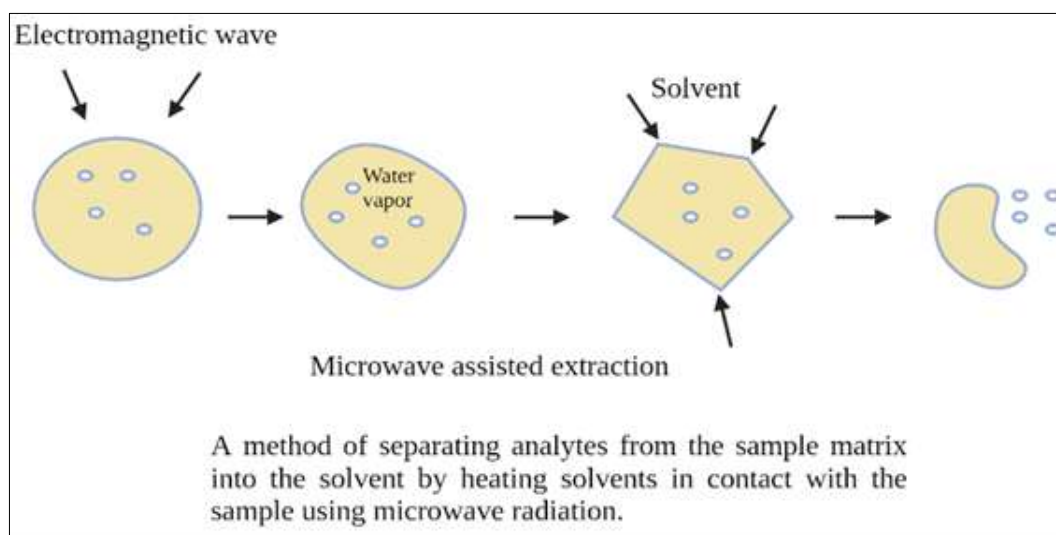 Electromagnetic wave
Solvent
Water
vapor
Microwave assisted extraction
A method of separating analytes from the sample matrix
into the solvent by heating solvents in contact with the
sample using microwave radiation.